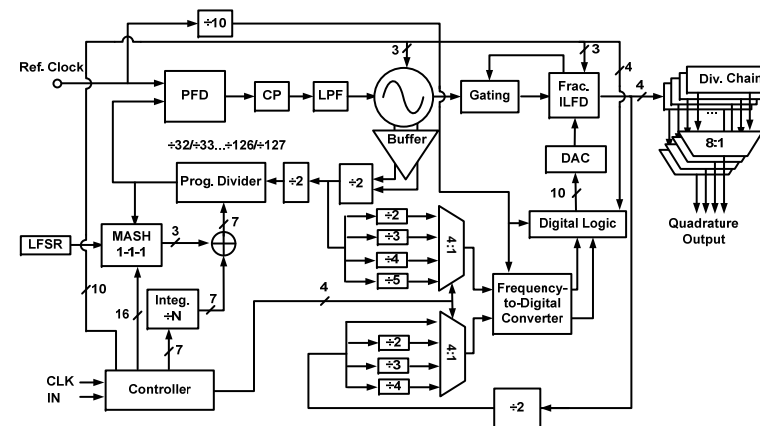 ÷10
3
3
4
Ref. Clock
PFD
CP
LPF
Gating
Frac.
ILFD
4
Div. Chain
...
8:1
Buffer
÷32/÷33...÷126/÷127
Prog. Divider
÷2
÷2
DAC
10
7
LFSR
MASH
1-1-1
3
÷2
÷3
÷4
÷5
4:1
Digital Logic
Quadrature
Output
10
16
Integ.
÷N
7
7
4
Frequency-
to-Digital
Converter
÷2
÷3
÷4
4:1
CLK
IN
Controller
÷2